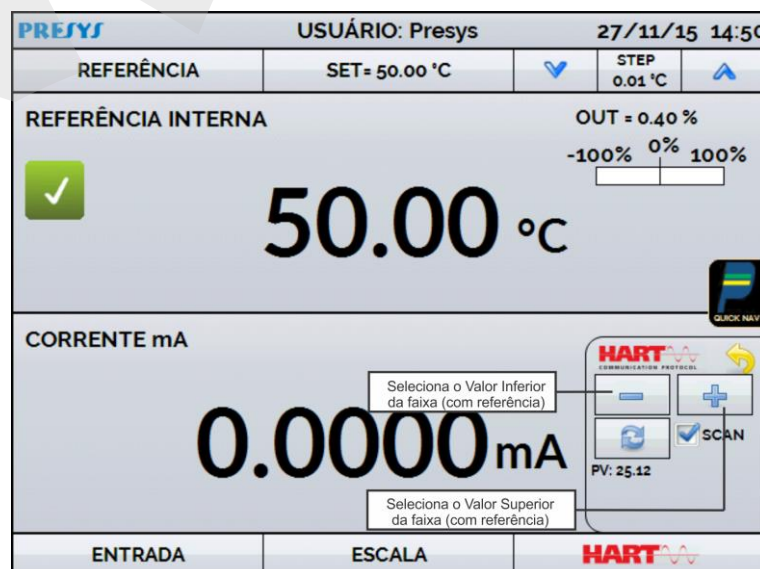 PRESYS USUÁRIO: Presys 27/11/15 14:50
REFERÊNCIA SET= 50.00 °C STEP
0.01 °C
REFERÊNCIA INTERNA OUT = 0.40 %
-100% 0% 100%
50.00 °C
QUICK NAV
CORRENTE mA
HART
COMMUNICATION PROTOCOL
Seleciona o Valor Inferior
da faixa (com referência)
0.0000 mA
SCAN
PV: 25.12
Seleciona o Valor Superior
da faixa (com referência)
ENTRADA ESCALA HART